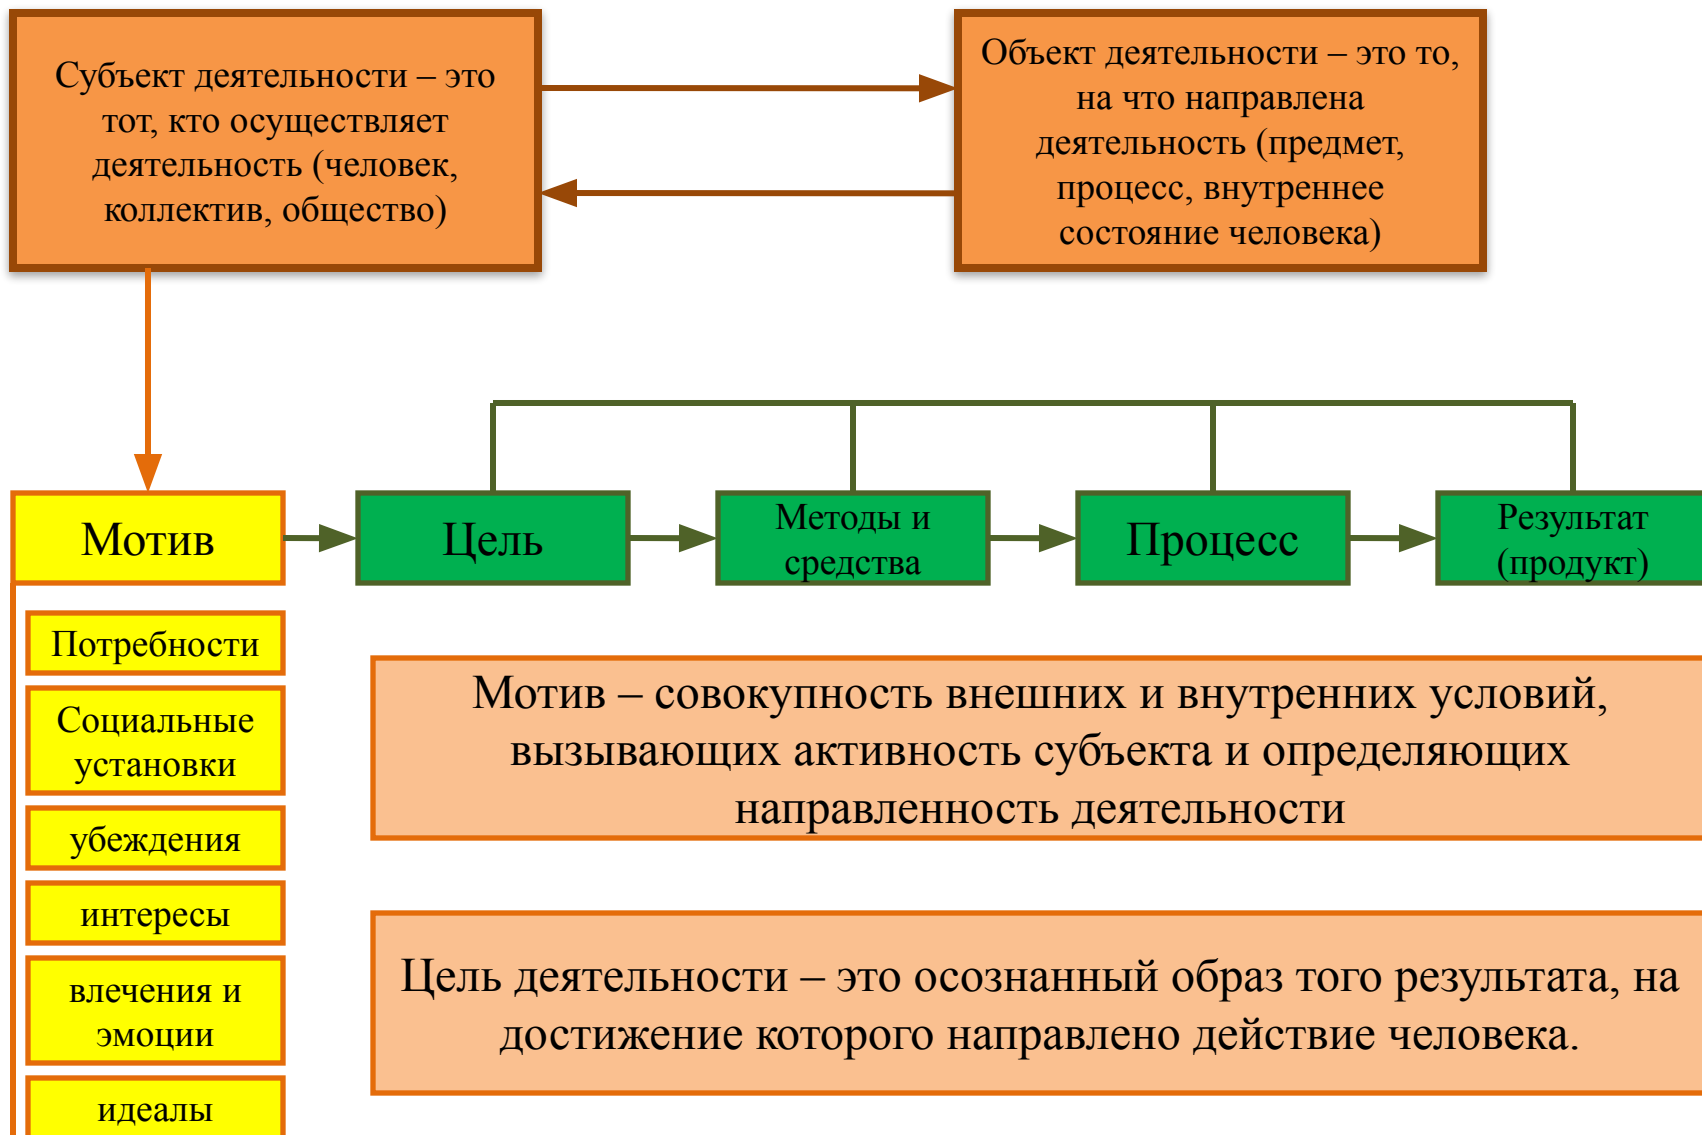 Субъект деятельности – это
тот, кто осуществляет
деятельность (человек,
коллектив, общество)
Объект деятельности – это то,
на что направлена
деятельность (предмет,
процесс, внутреннее
состояние человека)
Мотив
Цель
Методы и
средства
Процесс
Результат
(продукт)
Потребности
Социальные
установки
убеждения
интересы
влечения и
эмоции
идеалы
Мотив – совокупность внешних и внутренних условий,
вызывающих активность субъекта и определяющих
направленность деятельности
Цель деятельности – это осознанный образ того результата, на
достижение которого направлено действие человека.